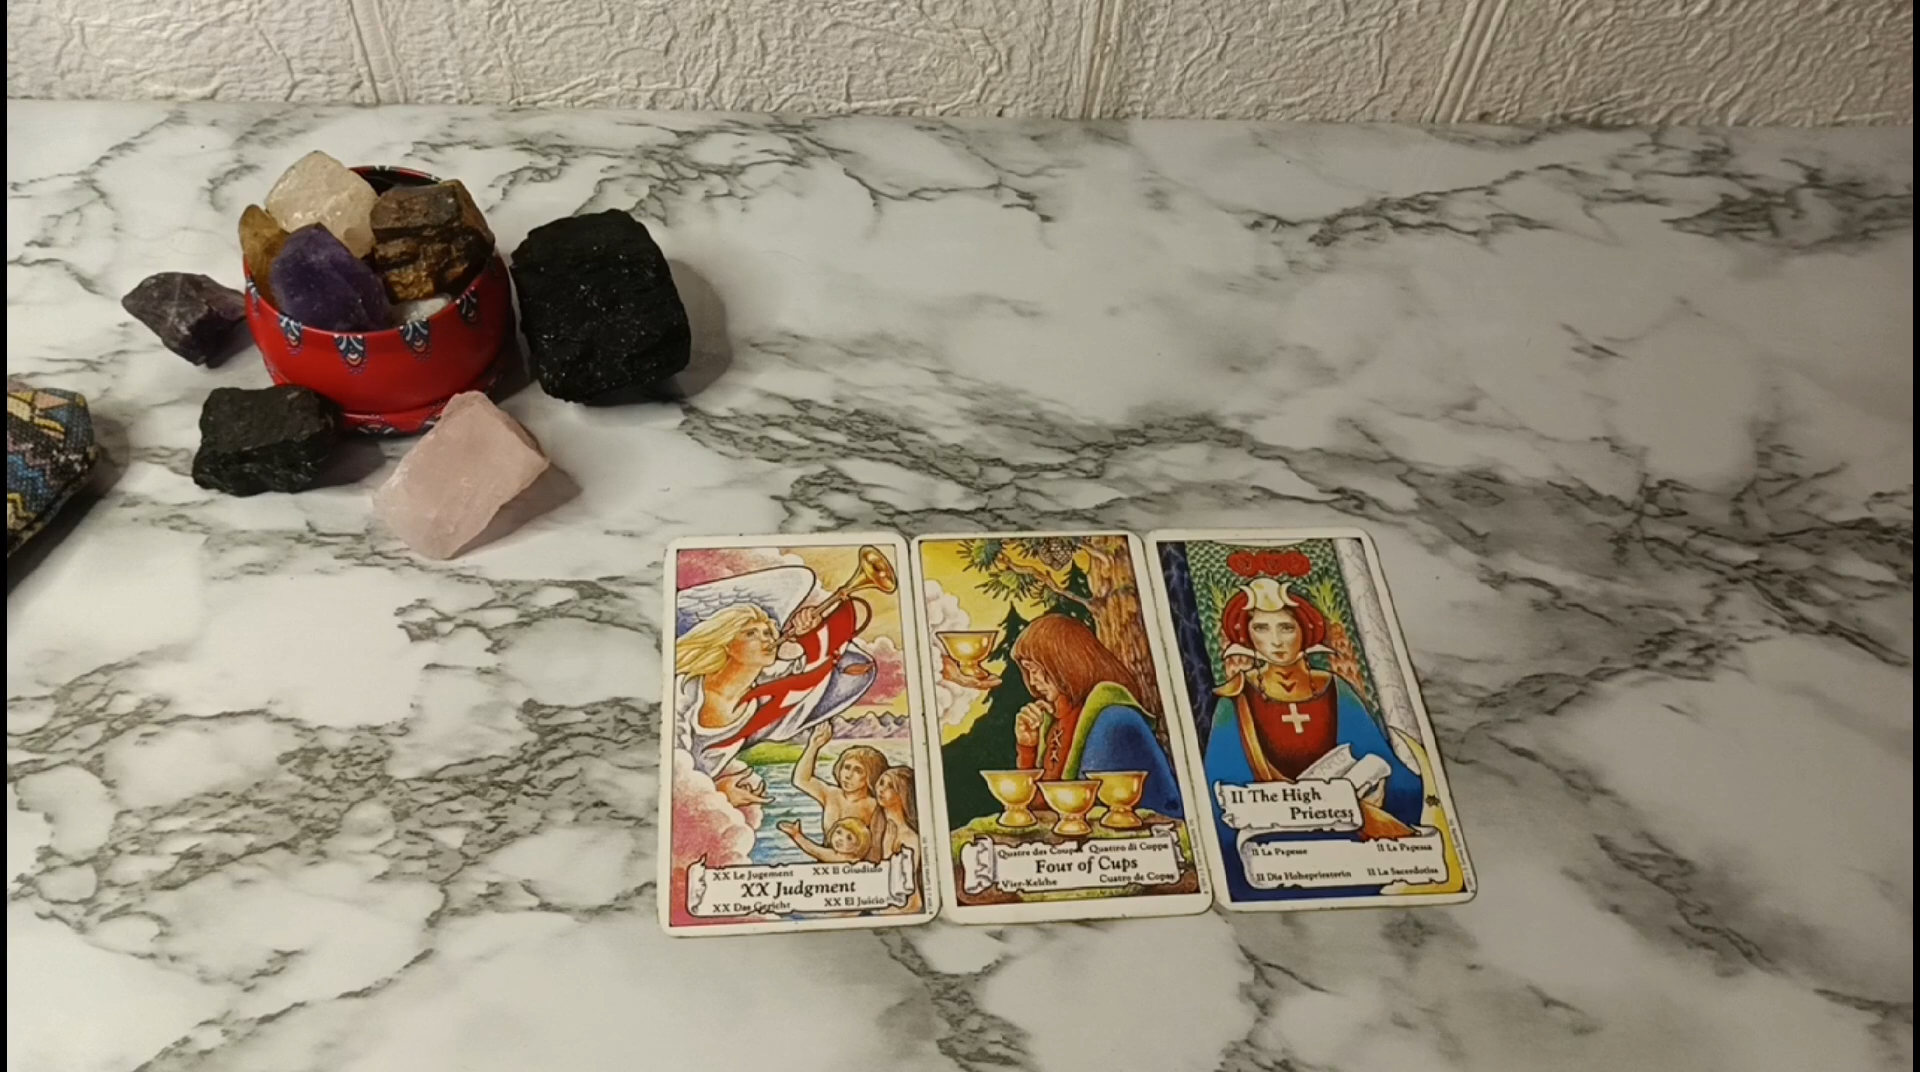 XX Le Jugement XX Il Giudizio
XX Judgment
XX Das Gericht XX El Juicio
Quatre des Coupes Quattro di Coppe
Four of Cups
Vier-Kelche Cuatro de Copas
II The High
Priestess
II La Papesse II La Papessa
II Die Hohepriesterin II La Sacerdotisa